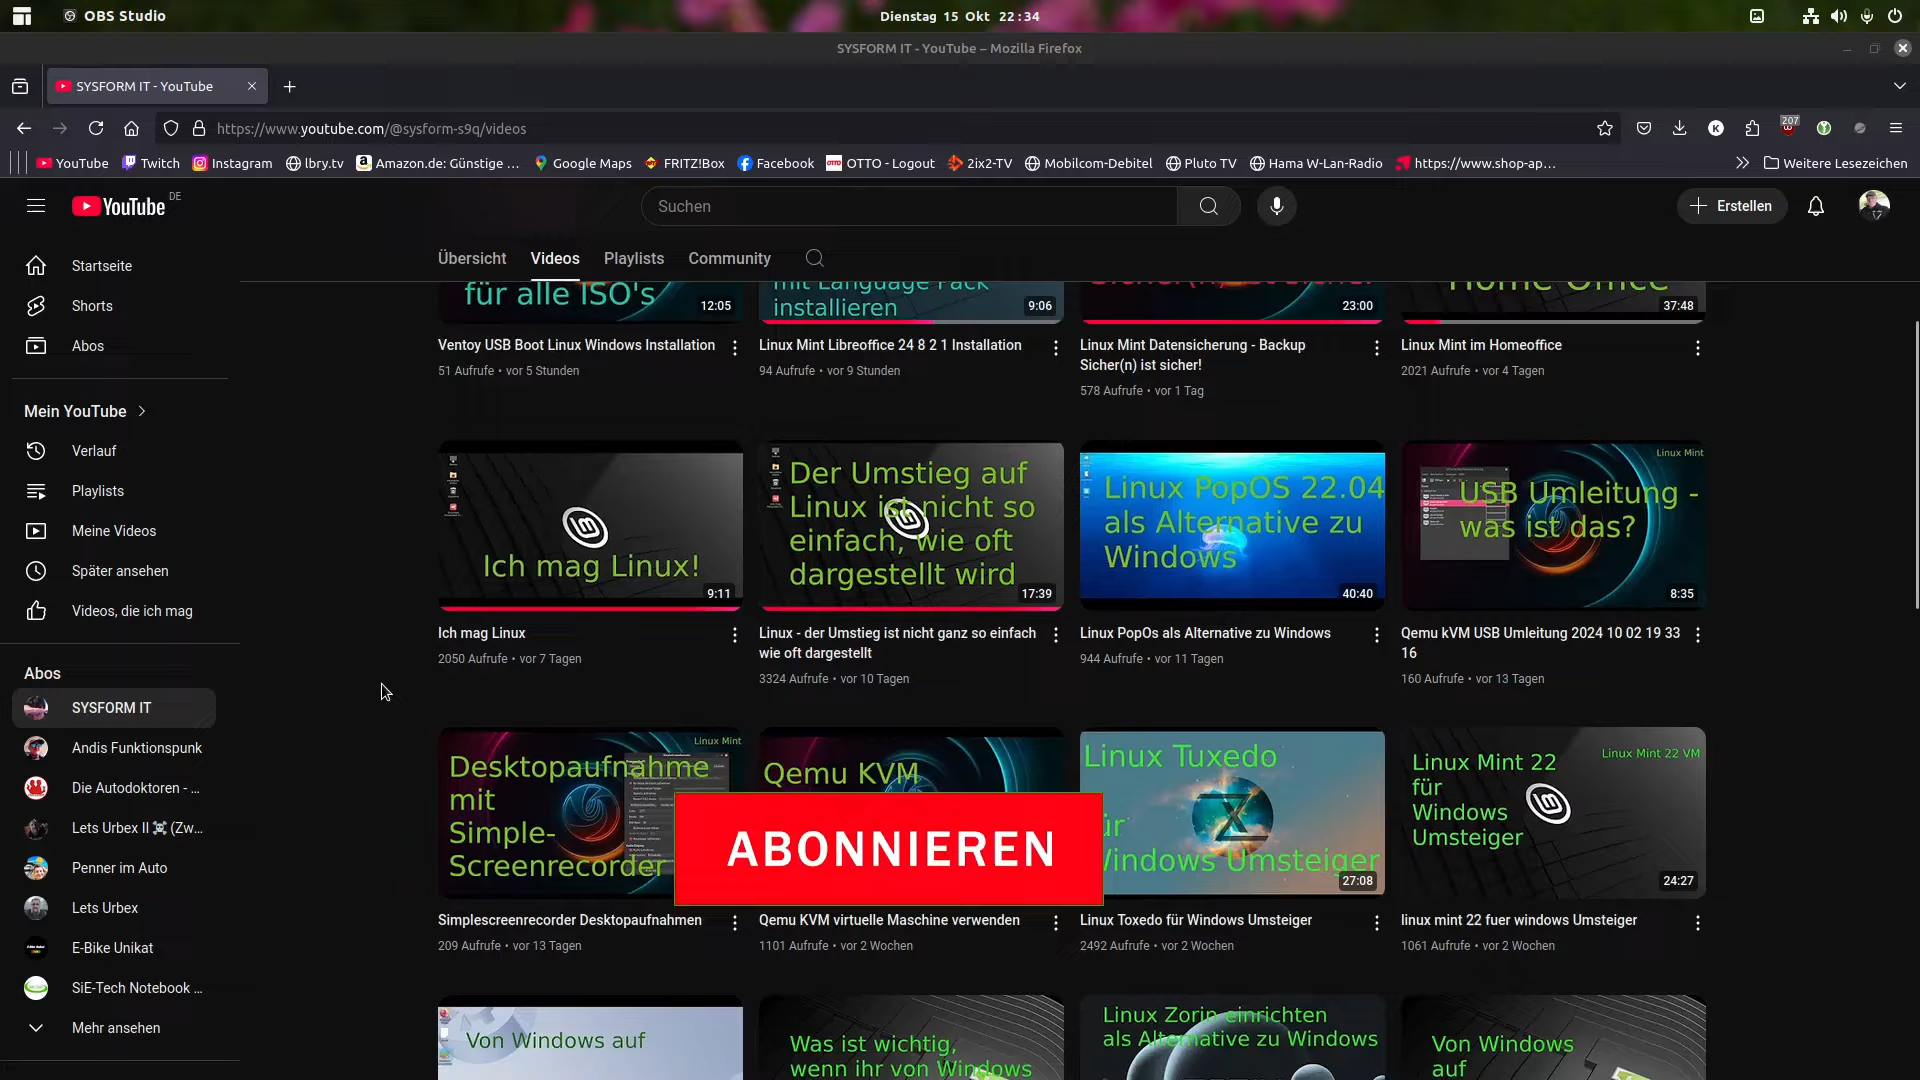 OBS Studio
Dienstag 15 Okt 22:34
SYSFORM IT - YouTube – Mozilla Firefox
SYSFORM IT - YouTube
https://www.youtube.com/@sysform-s9q/videos
207
YouTube
Twitch
Instagram
lbry.tv
Amazon.de: Günstige ...
Google Maps
FRITZ!Box
Facebook
OTTO - Logout
2ix2-TV
Mobilcom-Debitel
Pluto TV
Hama W-Lan-Radio
https://www.shop-ap...
Weitere Lesezeichen
YouTube DE
Suchen
Erstellen
Übersicht
Videos
Playlists
Community
Startseite
Shorts
Abos
Mein YouTube
Verlauf
Playlists
Meine Videos
Später ansehen
Videos, die ich mag
Abos
SYSFORM IT
Andis Funktionspunk
Die Autodoktoren - ...
Lets Urbex II ☠️ (Zw...
Penner im Auto
Lets Urbex
E-Bike Unikat
SiE-Tech Notebook ...
Mehr ansehen
für alle ISO's
12:05
Ventoy USB Boot Linux Windows Installation
51 Aufrufe • vor 5 Stunden
mit Language Pack
installieren
9:06
Linux Mint Libreoffice 24 8 2 1 Installation
94 Aufrufe • vor 9 Stunden
23:00
Linux Mint Datensicherung - Backup
Sicher(n) ist sicher!
578 Aufrufe • vor 1 Tag
Home Office
37:48
Linux Mint im Homeoffice
2021 Aufrufe • vor 4 Tagen
Ich mag Linux!
9:11
Ich mag Linux
2050 Aufrufe • vor 7 Tagen
Der Umstieg auf
Linux ist nicht so
einfach, wie oft
dargestellt wird
17:39
Linux - der Umstieg ist nicht ganz so einfach
wie oft dargestellt
3324 Aufrufe • vor 10 Tagen
Linux PopOS 22.04
als Alternative zu
Windows
40:40
Linux PopOs als Alternative zu Windows
944 Aufrufe • vor 11 Tagen
Linux Mint
USB Umleitung -
was ist das?
8:35
Qemu kVM USB Umleitung 2024 10 02 19 33
16
160 Aufrufe • vor 13 Tagen
Linux Mint
Desktopaufnahme
mit
Simple-
Screenrecorder
Simplescreenrecorder Desktopaufnahmen
209 Aufrufe • vor 13 Tagen
Qemu KVM
ABONNIEREN
Qemu KVM virtuelle Maschine verwenden
1101 Aufrufe • vor 2 Wochen
Linux Tuxedo
für
Windows Umsteiger
27:08
Linux Toxedo für Windows Umsteiger
2492 Aufrufe • vor 2 Wochen
Linux Mint 22
für
Windows
Umsteiger
Linux Mint 22 VM
24:27
linux mint 22 fuer windows Umsteiger
1061 Aufrufe • vor 2 Wochen
Von Windows auf
Was ist wichtig,
wenn ihr von Windows
Linux Zorin einrichten
als Alternative zu Windows
Von Windows
auf